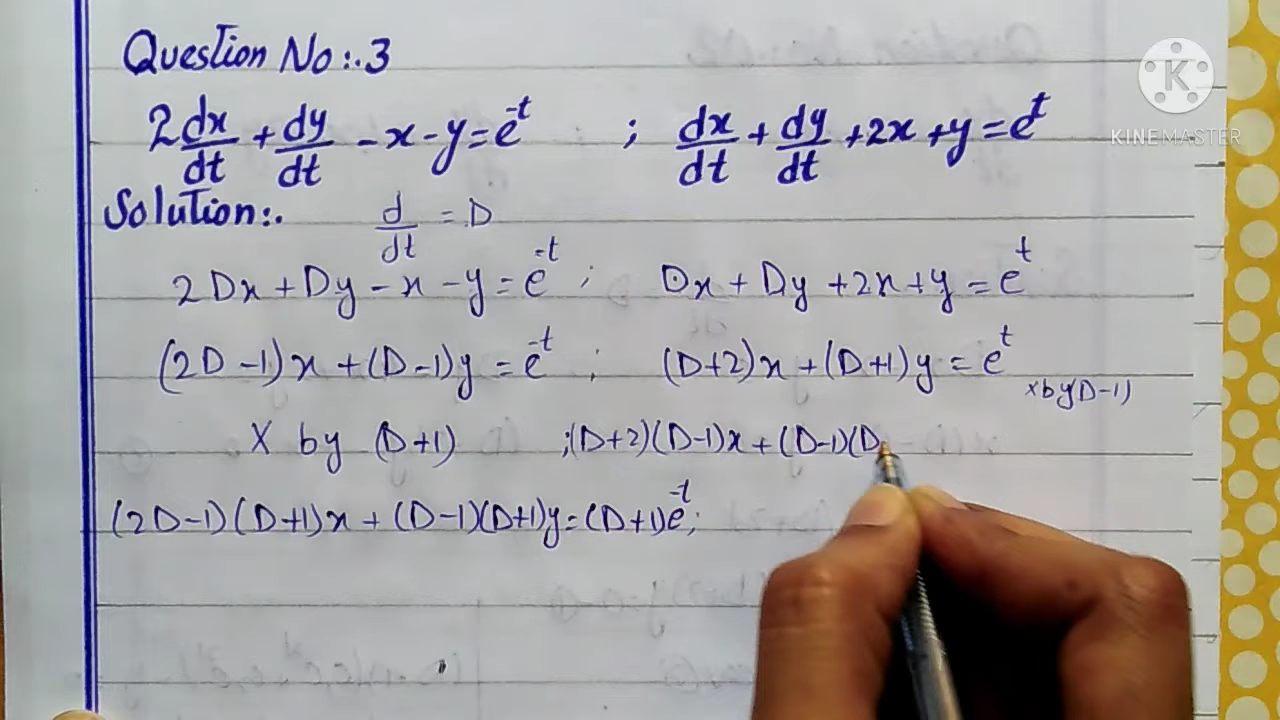 Question No:.3
K
KINEMASTER
2dx/dt + dy/dt - x - y = e^-t ; dx/dt + dy/dt + 2x + y = e^t
Solution:. d/dt = D
2Dx + Dy - x - y = e^-t ; Dx + Dy + 2x + y = e^t
(2D-1)x + (D-1)y = e^-t ; (D+2)x + (D+1)y = e^t
× by (D-1)
× by (D+1) ; (D+2)(D-1)x + (D-1)(D
(2D-1)(D+1)x + (D-1)(D+1)y = (D+1)e^-t ;